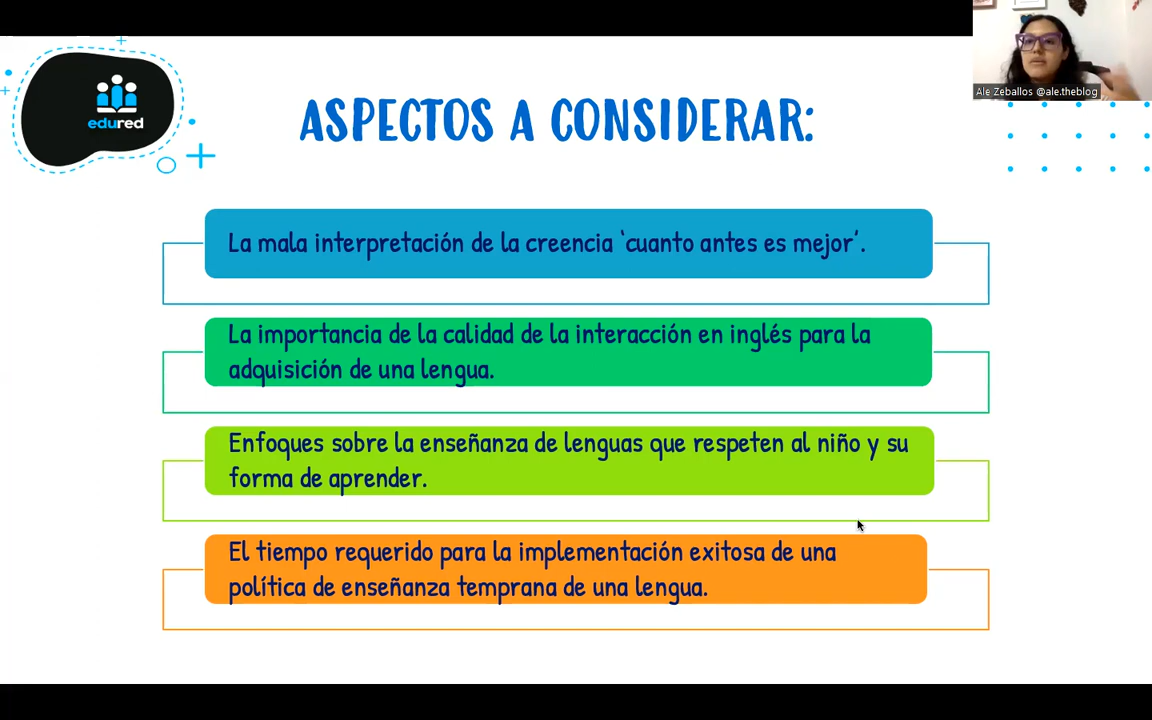 edured
ASPECTOS A CONSIDERAR:
Ale Zeballos @ale.theblog
La mala interpretación de la creencia ‘cuanto antes es mejor’.
La importancia de la calidad de la interacción en inglés para la
adquisición de una lengua.
Enfoques sobre la enseñanza de lenguas que respeten al niño y su
forma de aprender.
El tiempo requerido para la implementación exitosa de una
política de enseñanza temprana de una lengua.